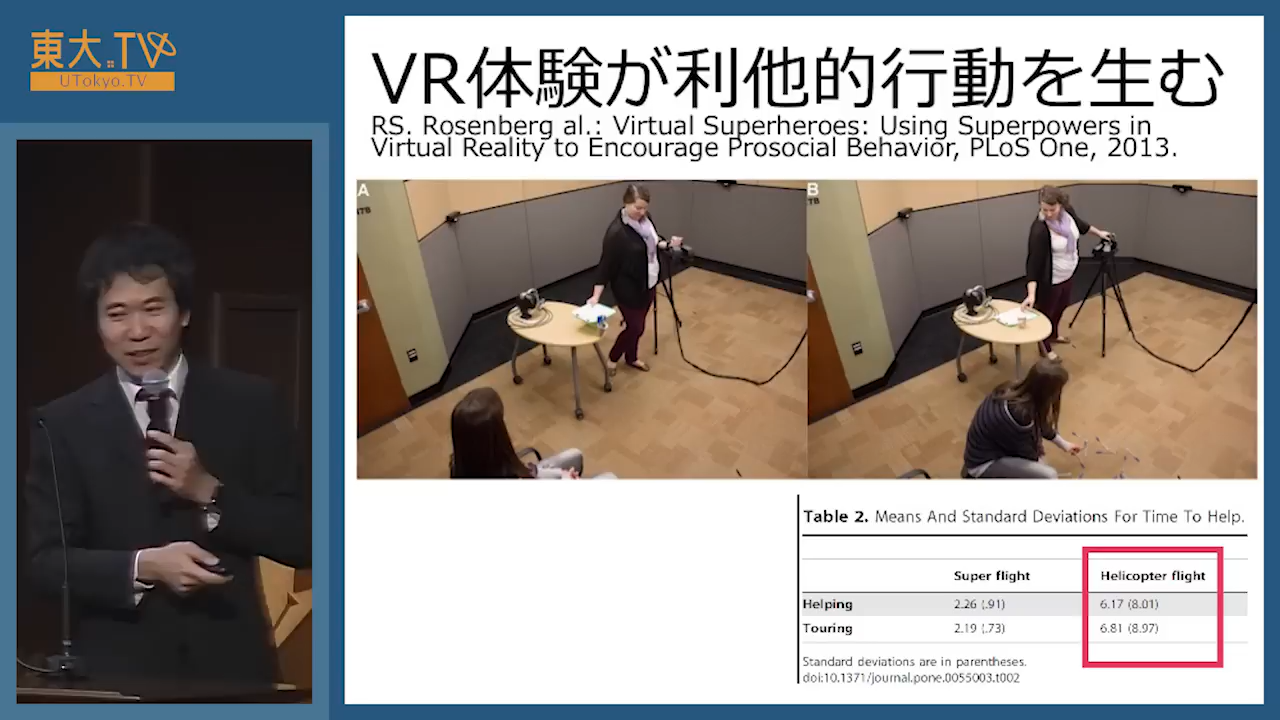 東大.TV
UTokyo.TV
VR体験が利他的行動を生む
RS. Rosenberg al.: Virtual Superheroes: Using Superpowers in
Virtual Reality to Encourage Prosocial Behavior, PLoS One, 2013.
A
B
Table 2. Means And Standard Deviations For Time To Help.
Super flight Helicopter flight
Helping 2.26 (.91) 6.17 (8.01)
Touring 2.19 (.73) 6.81 (8.97)
Standard deviations are in parentheses.
doi:10.1371/journal.pone.0055003.t002